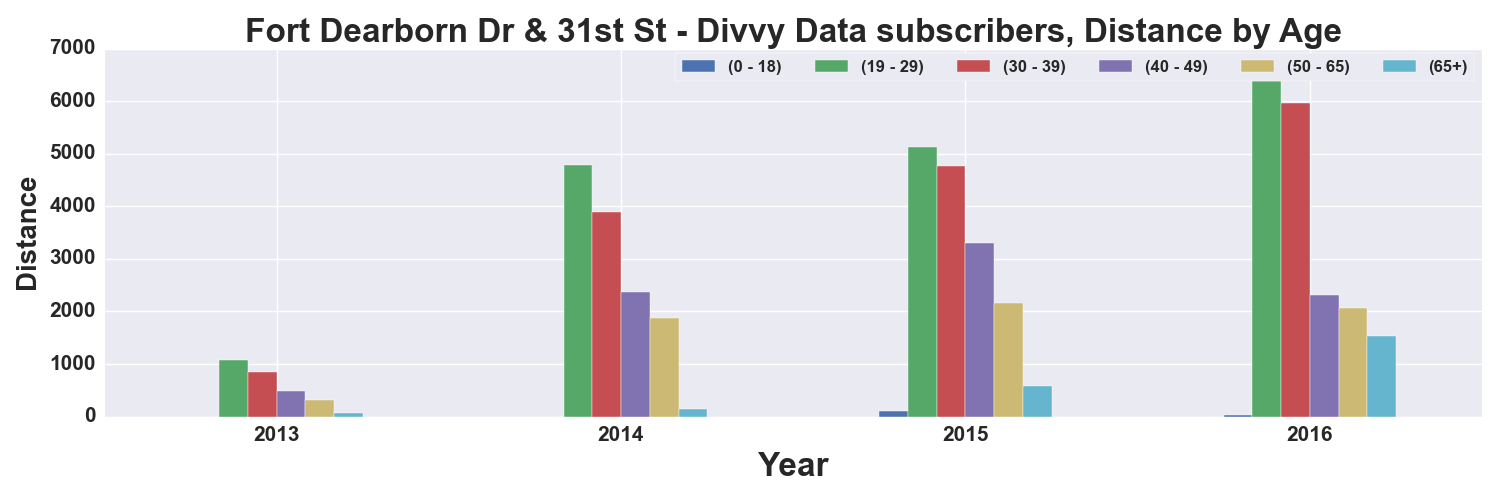 Fort Dearborn Dr & 31st St - Divvy Data subscribers, Distance by Age
(0 - 18) (19 - 29) (30 - 39) (40 - 49) (50 - 65) (65+)
7000
6000
5000
4000
3000
2000
1000
0
Distance
2013 2014 2015 2016
Year